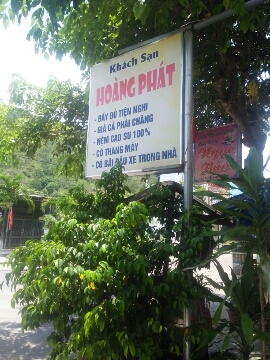 Khách Sạn
HOÀNG PHÁT
- ĐẦY ĐỦ TIỆN NGHI
- GIÁ CẢ PHẢI CHĂNG
- NỆM CAO SU 100%
- CÓ THANG MÁY
- CÓ BÃI ĐẬU XE TRONG NHÀ